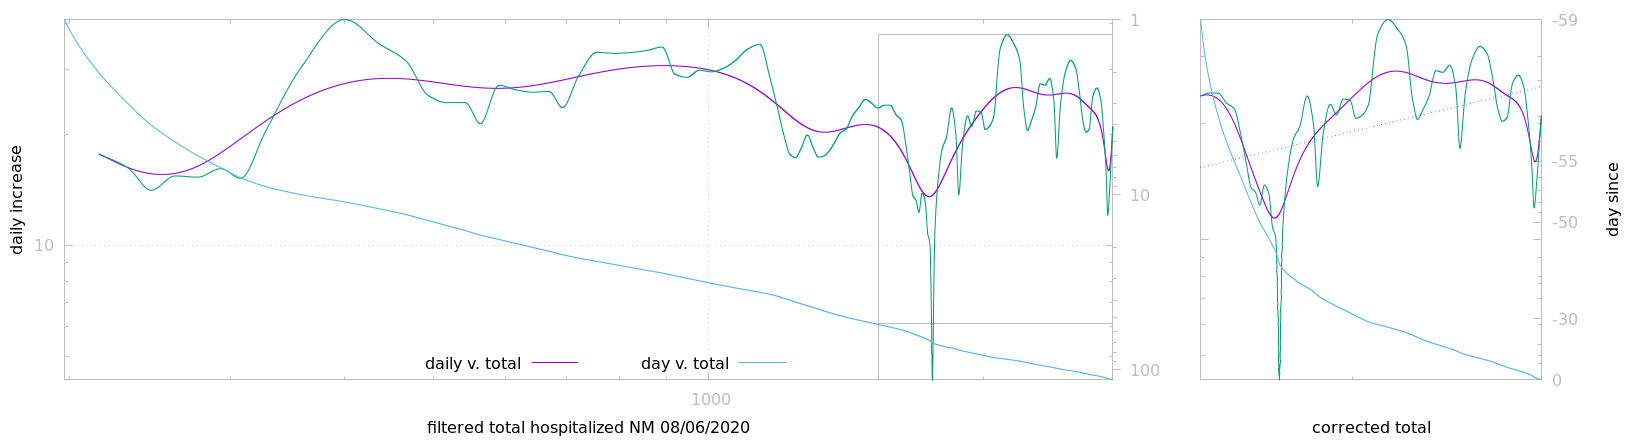 daily increase
10
1000
1
10
100
daily v. total
day v. total
filtered total hospitalized NM 08/06/2020
-59
-55
-50
-30
0
day since
corrected total